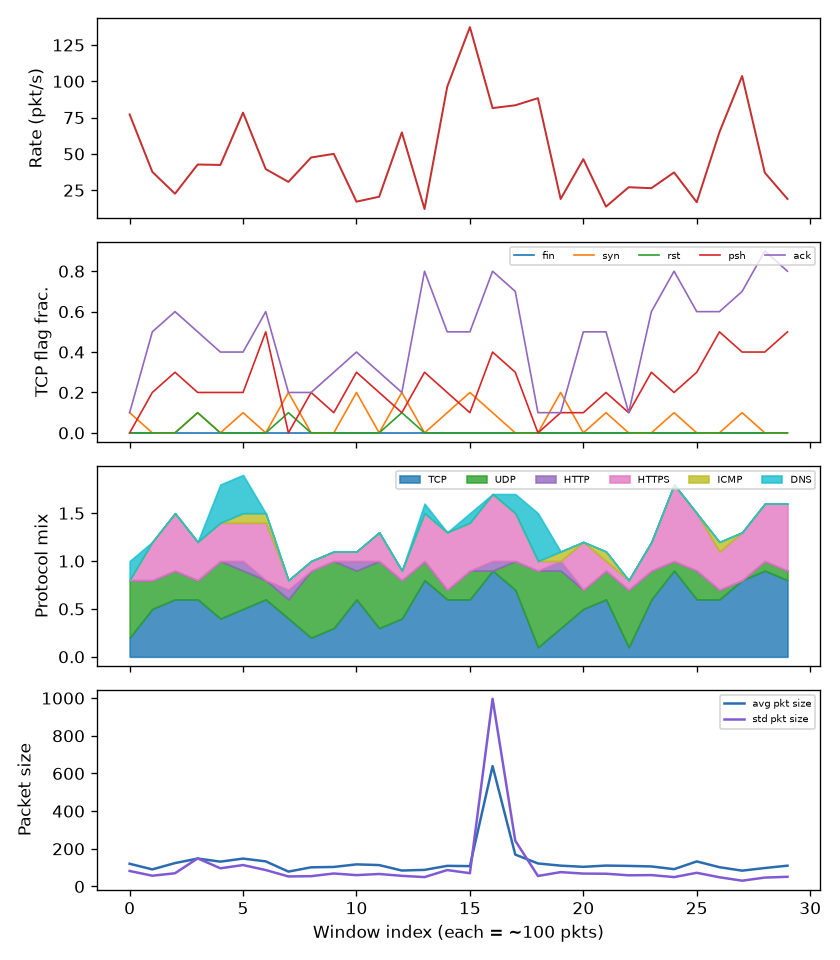 Rate (pkt/s)
125
100
75
50
25
TCP flag frac.
0.8
0.6
0.4
0.2
0.0
fin syn rst psh ack
Protocol mix
1.5
1.0
0.5
0.0
TCP UDP HTTP HTTPS ICMP DNS
Packet size
1000
800
600
400
200
0
avg pkt size
std pkt size
0 5 10 15 20 25 30
Window index (each = ~100 pkts)